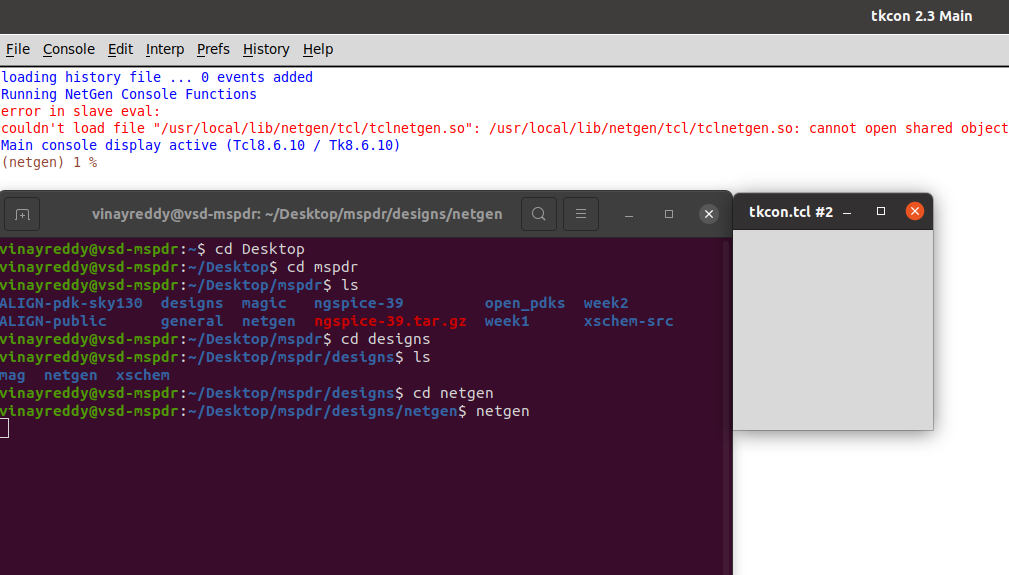 tkcon 2.3 Main
File Console Edit Interp Prefs History Help
loading history file ... 0 events added
Running NetGen Console Functions
error in slave eval:
couldn't load file "/usr/local/lib/netgen/tcl/tclnetgen.so": /usr/local/lib/netgen/tcl/tclnetgen.so: cannot open shared object
Main console display active (Tcl8.6.10 / Tk8.6.10)
(netgen) 1 %
vinayreddy@vsd-mspdr: ~/Desktop/mspdr/designs/netgen
tkcon.tcl #2
vinayreddy@vsd-mspdr:~$ cd Desktop
vinayreddy@vsd-mspdr:~/Desktop$ cd mspdr
vinayreddy@vsd-mspdr:~/Desktop/mspdr$ ls
ALIGN-pdk-sky130 designs magic ngspice-39 open_pdks week2
ALIGN-public general netgen ngspice-39.tar.gz week1 xschem-src
vinayreddy@vsd-mspdr:~/Desktop/mspdr$ cd designs
vinayreddy@vsd-mspdr:~/Desktop/mspdr/designs$ ls
mag netgen xschem
vinayreddy@vsd-mspdr:~/Desktop/mspdr/designs$ cd netgen
vinayreddy@vsd-mspdr:~/Desktop/mspdr/designs/netgen$ netgen